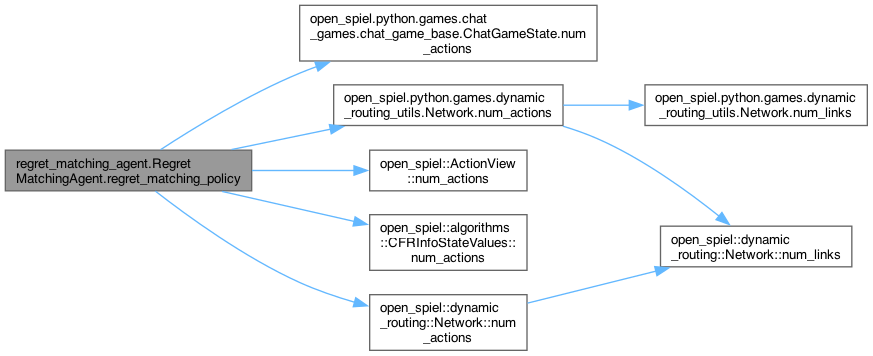 open_spiel.python.games.chat
_games.chat_game_base.ChatGameState.num
_actions
open_spiel.python.games.dynamic
_routing_utils.Network.num_actions
open_spiel.python.games.dynamic
_routing_utils.Network.num_links
regret_matching_agent.Regret
MatchingAgent.regret_matching_policy
open_spiel::ActionView
::num_actions
open_spiel::algorithms
::CFRInfoStateValues::
num_actions
open_spiel::dynamic
_routing::Network::num_links
open_spiel::dynamic
_routing::Network::num
_actions